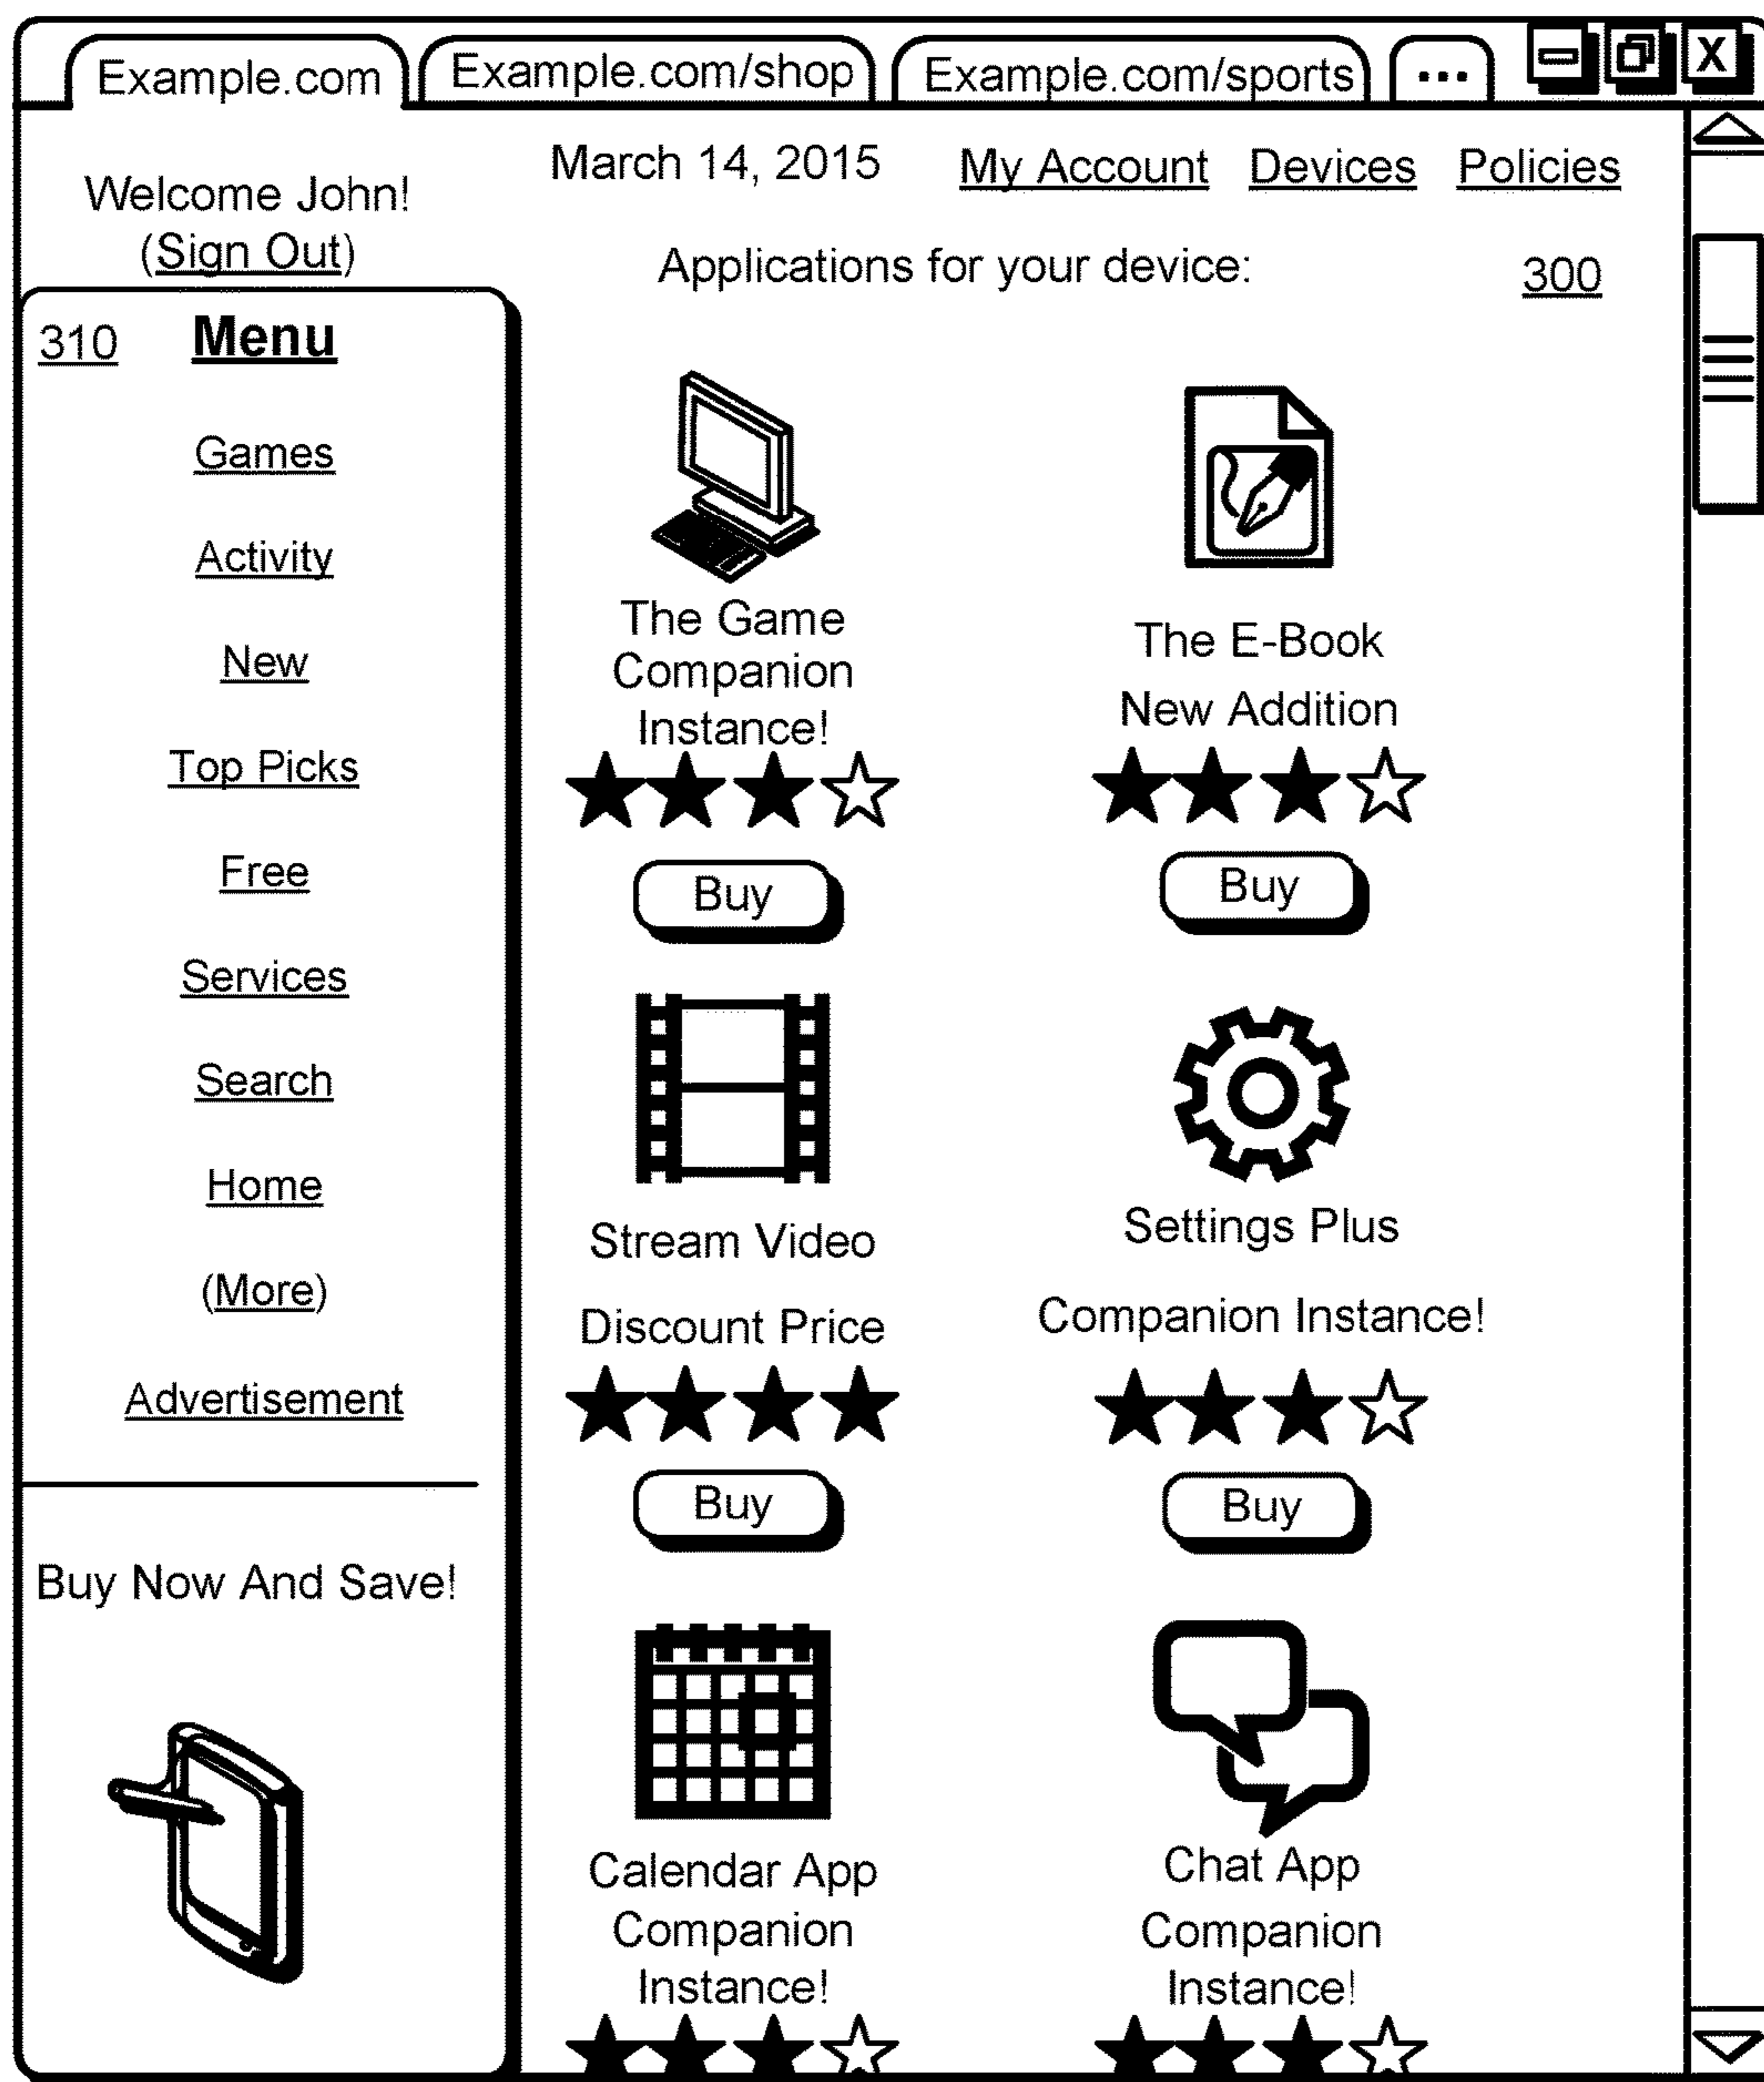 Example.com
Example.com/shop
Example.com/sports
...
X
Welcome John!
(Sign Out)
March 14, 2015
My Account
Devices
Policies
Applications for your device:
300
310
Menu
Games
Activity
New
Top Picks
Free
Services
Search
Home
(More)
Advertisement
Buy Now And Save!
The Game
Companion
Instance!
Buy
The E-Book
New Addition
Buy
Stream Video
Discount Price
Buy
Settings Plus
Companion Instance!
Buy
Calendar App
Companion
Instance!
Chat App
Companion
Instance!